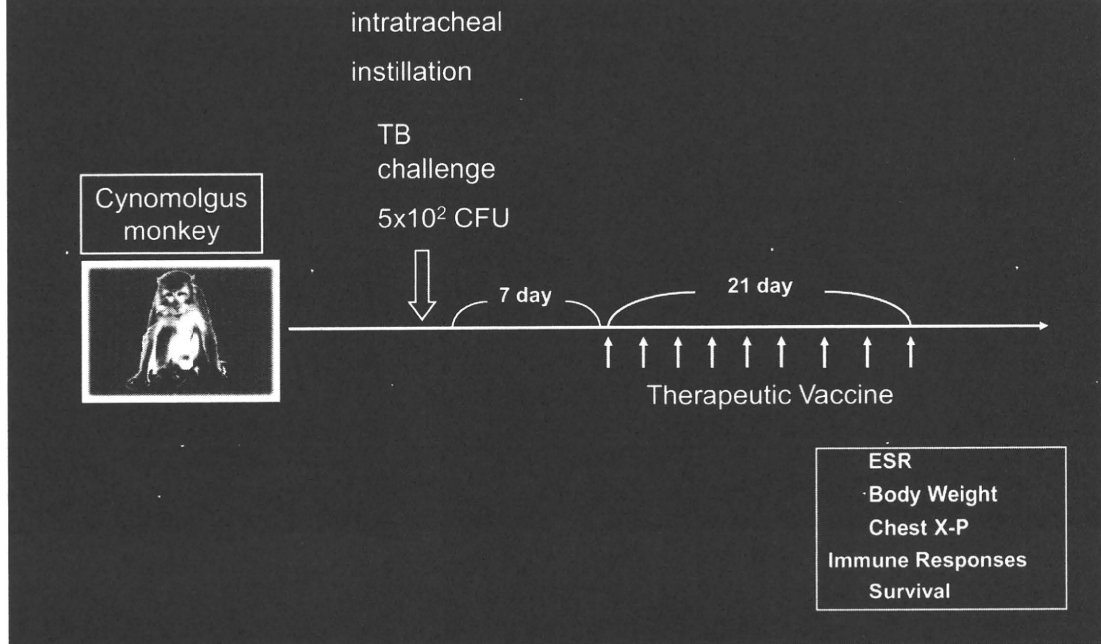 intratracheal
instillation
TB
challenge
5x10² CFU
Cynomolgus
monkey
7 day
21 day
Therapeutic Vaccine
ESR
Body Weight
Chest X-P
Immune Responses
Survival